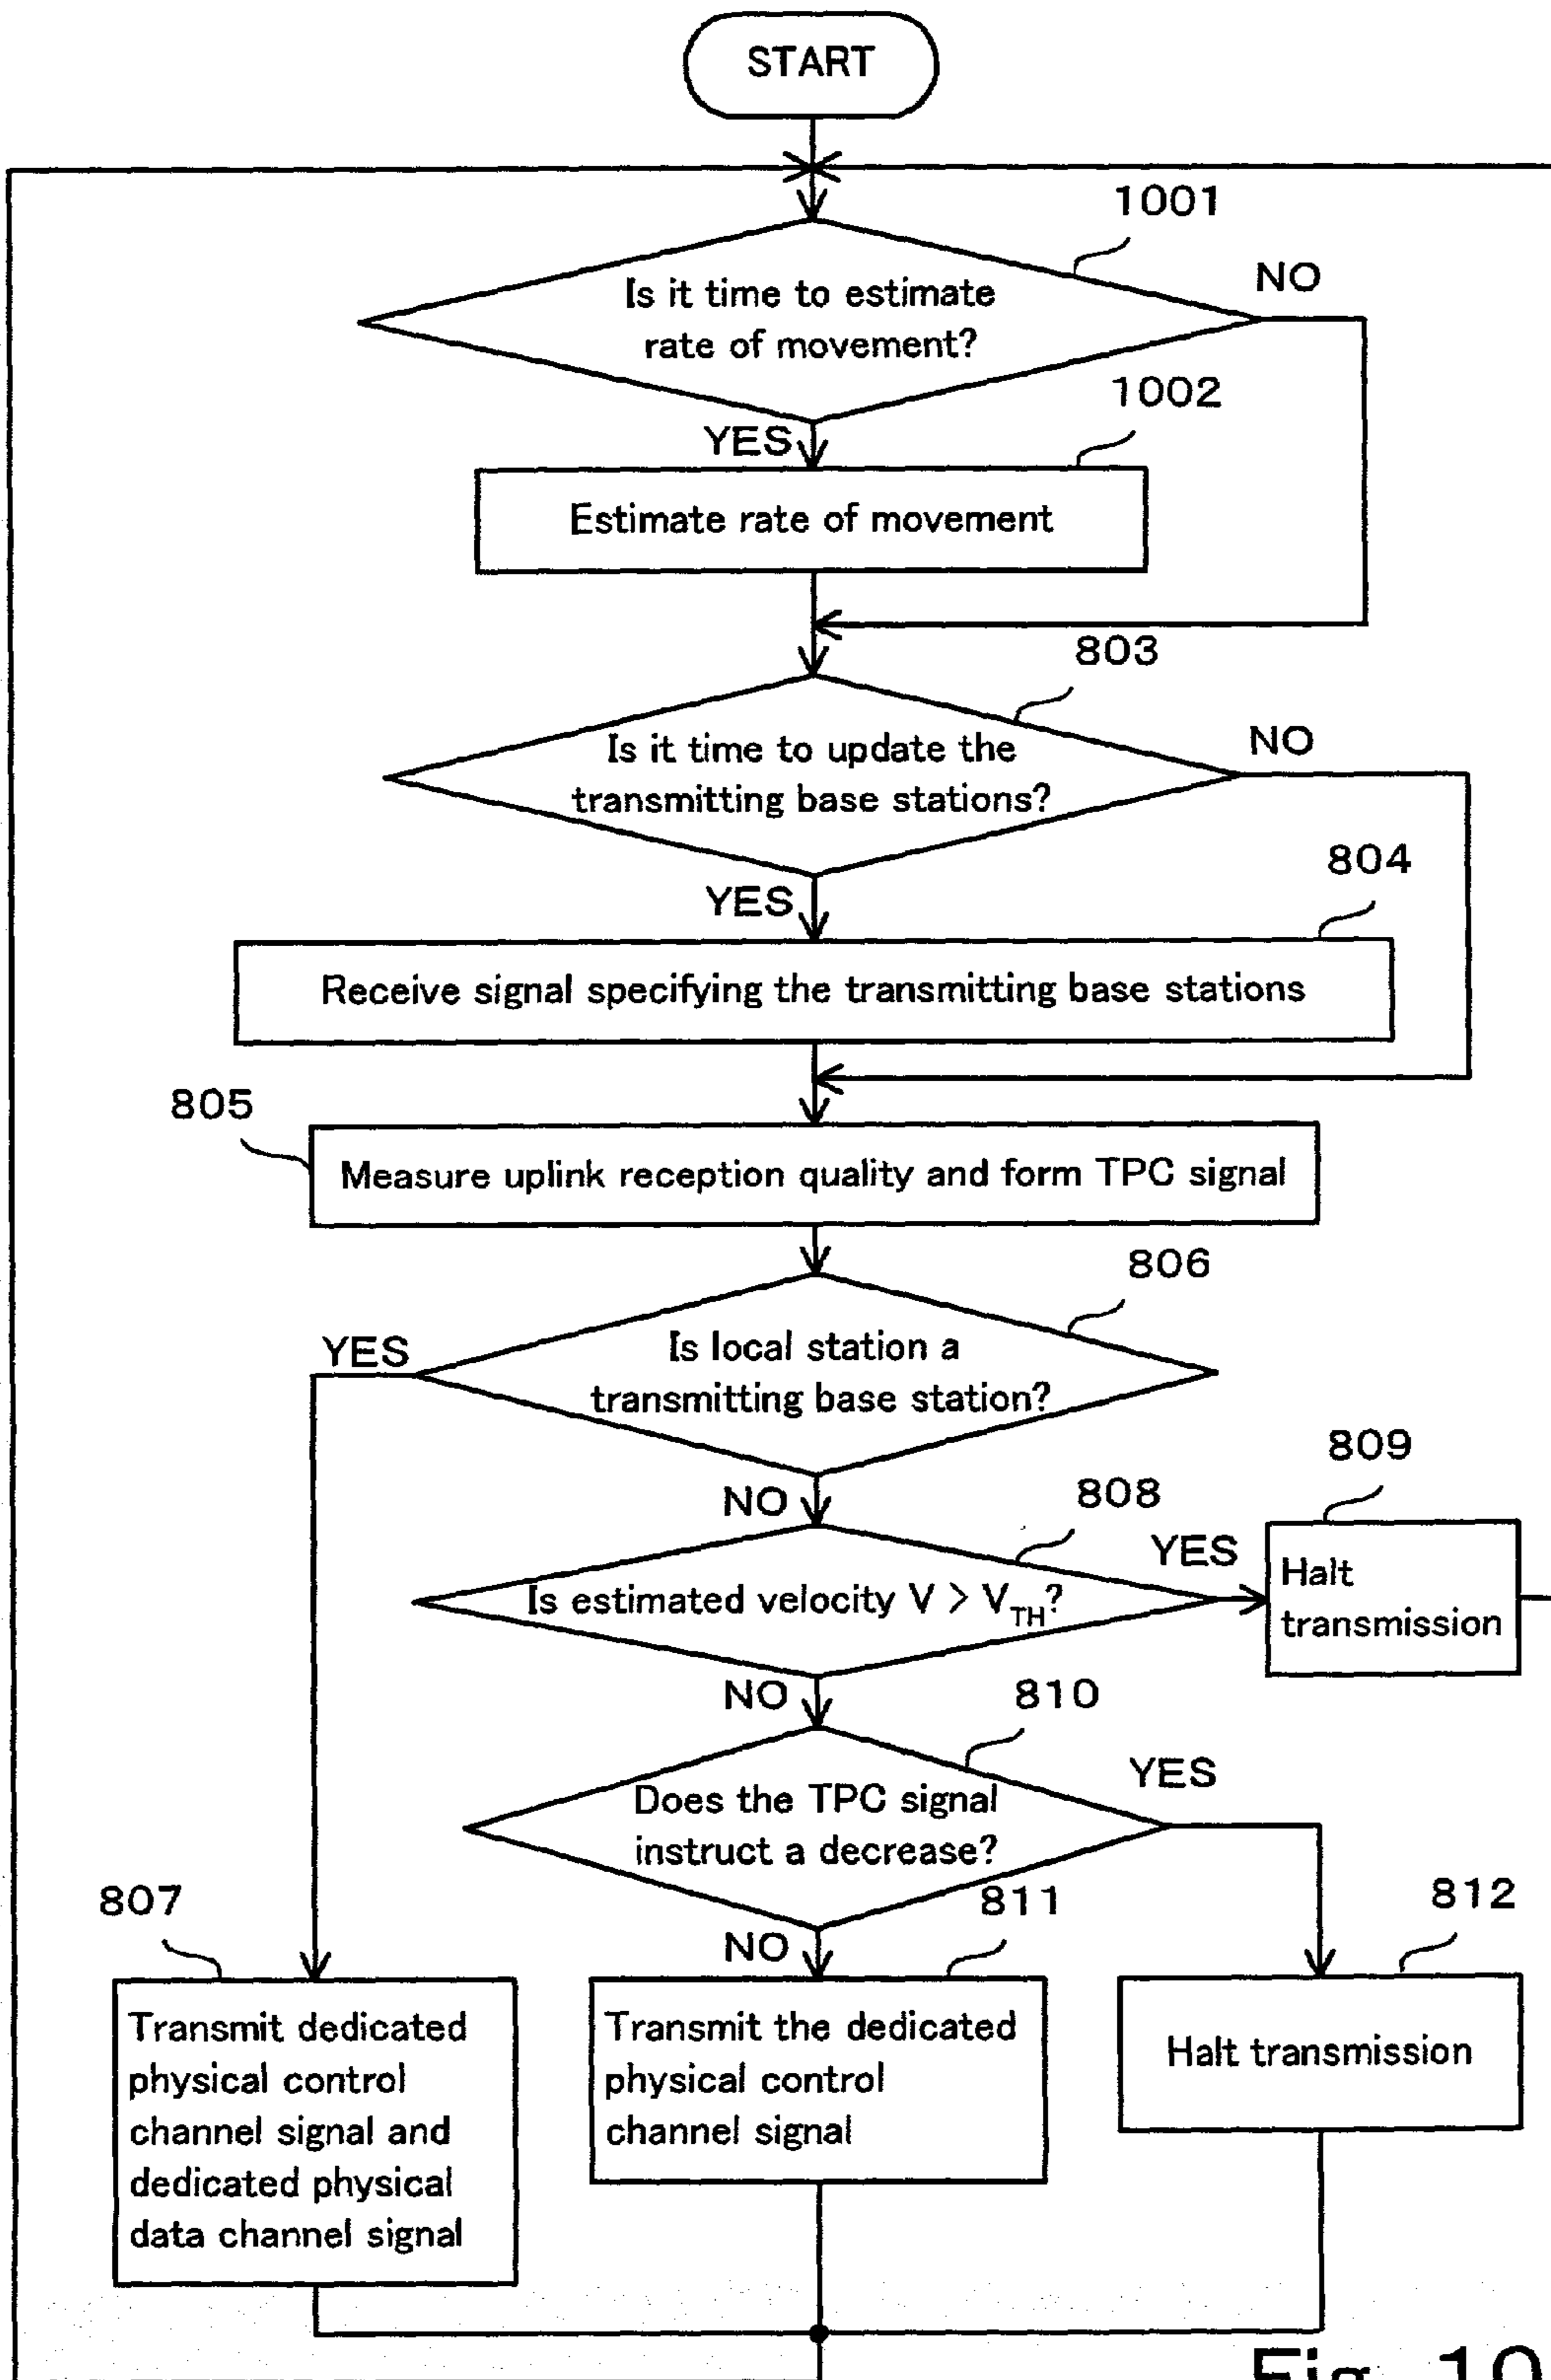 START
1001
Is it time to estimate
rate of movement?
NO
YES
1002
Estimate rate of movement
803
Is it time to update the
transmitting base stations?
NO
YES
804
Receive signal specifying the transmitting base stations
805
Measure uplink reception quality and form TPC signal
806
Is local station a
transmitting base station?
YES
NO
808
Is estimated velocity V > VTH?
YES
809
Halt
transmission
NO
810
Does the TPC signal
instruct a decrease?
YES
NO
807
Transmit dedicated
physical control
channel signal and
dedicated physical
data channel signal
811
Transmit the dedicated
physical control
channel signal
812
Halt transmission
Fig. 10